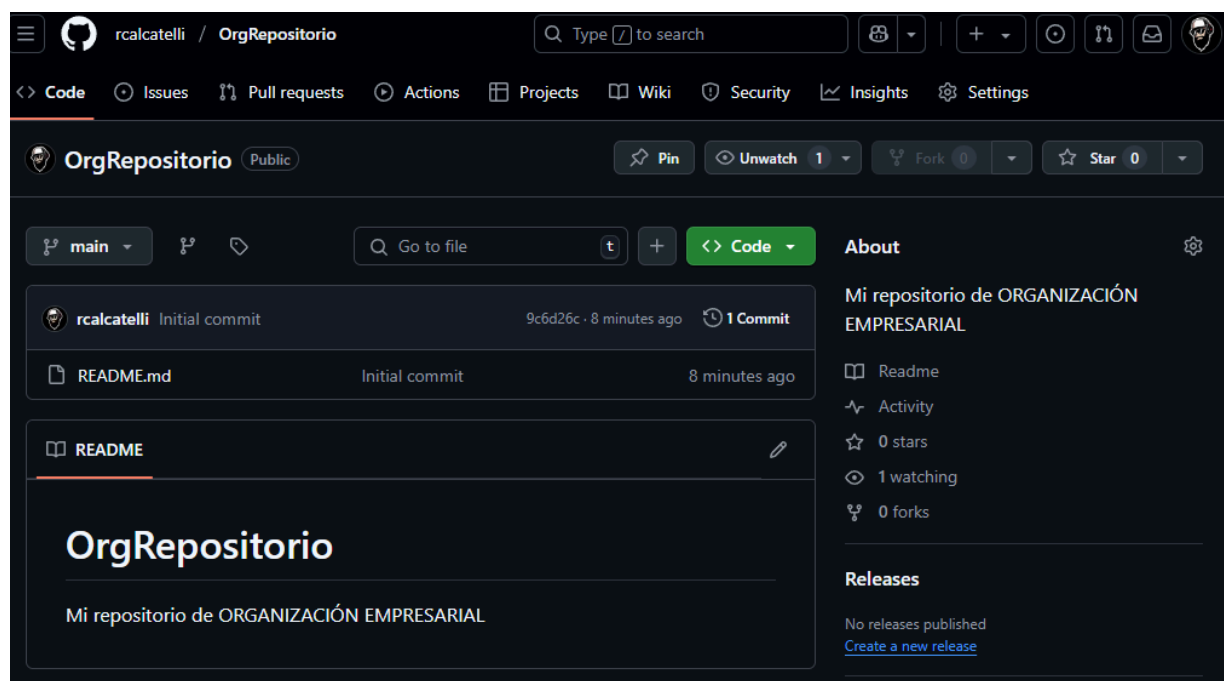 rcalcatelli / OrgRepositorio Type / to search
Code Issues Pull requests Actions Projects Wiki Security Insights Settings
OrgRepositorio Public Pin Unwatch 1 Fork 0 Star 0
main Go to file t Code
rcalcatelli Initial commit 9c6d26c · 8 minutes ago 1 Commit
README.md Initial commit 8 minutes ago
README
OrgRepositorio
Mi repositorio de ORGANIZACIÓN EMPRESARIAL
About
Mi repositorio de ORGANIZACIÓN
EMPRESARIAL
Readme
Activity
0 stars
1 watching
0 forks
Releases
No releases published
Create a new release